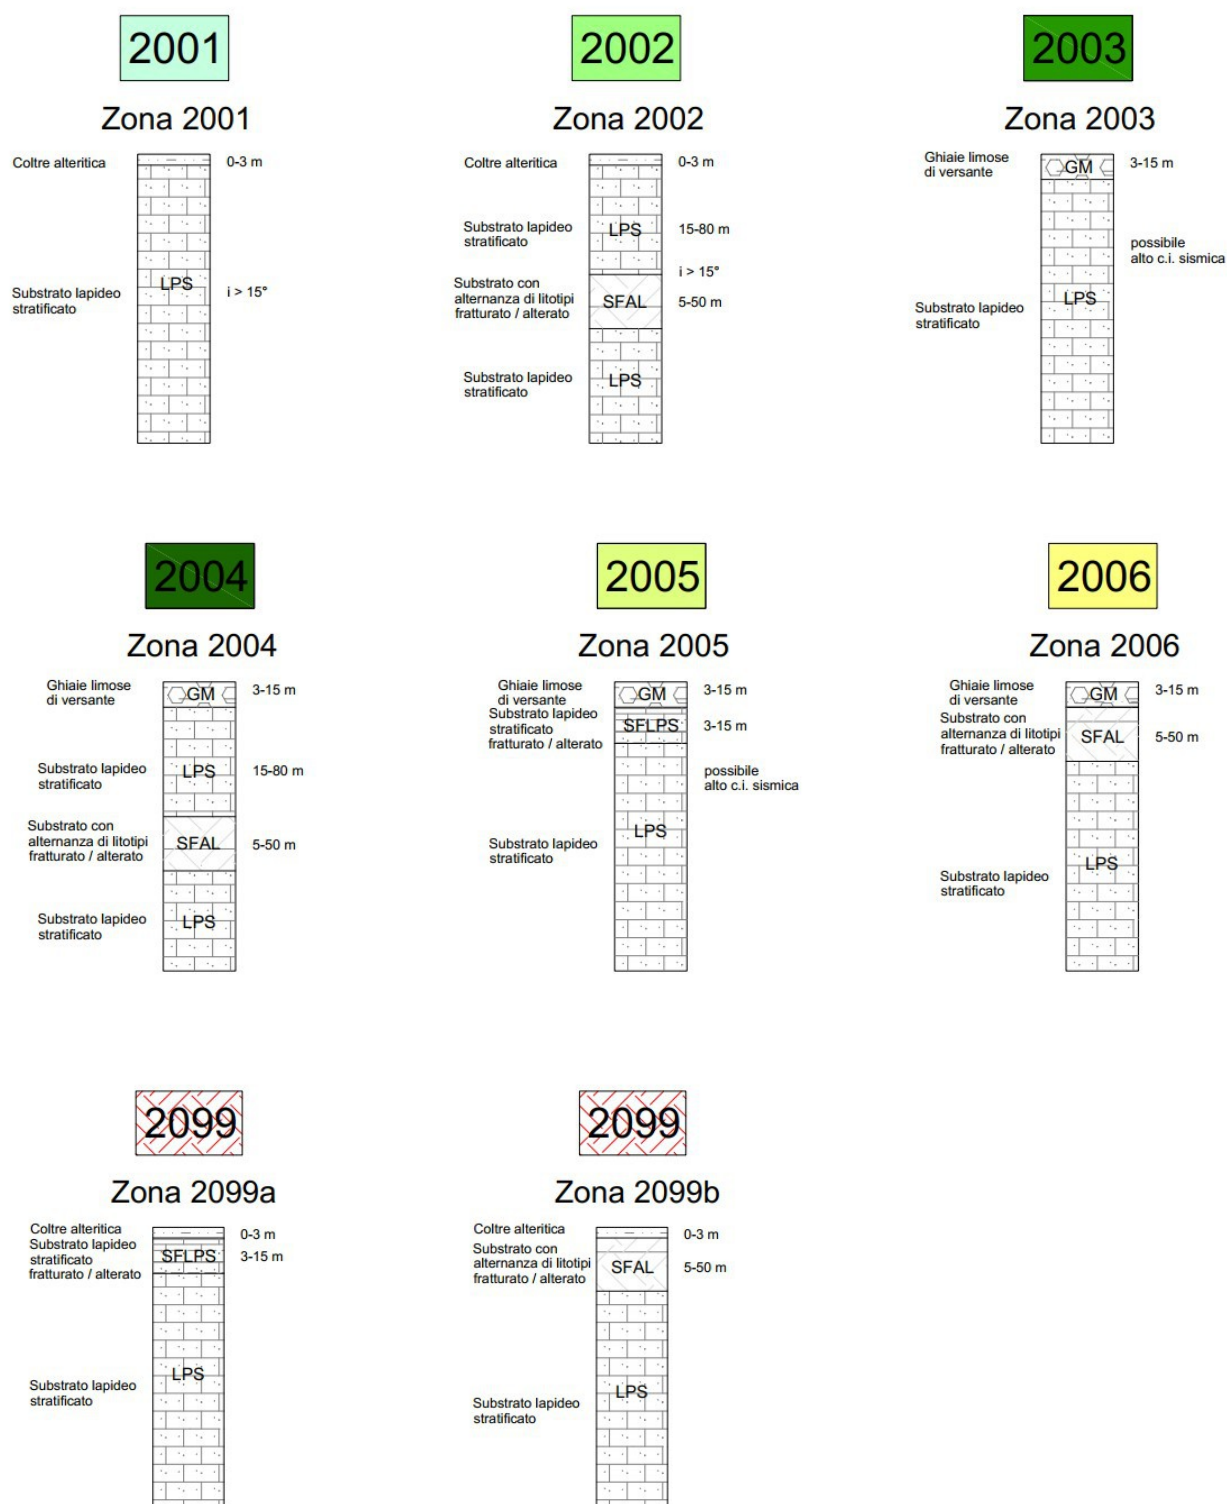 2001
Zona 2001
Coltre alteritica
0-3 m
LPS
i > 15°
Substrato lapideo
stratificato
2002
Zona 2002
Coltre alteritica
0-3 m
Substrato lapideo
stratificato
LPS
15-80 m
i > 15°
Substrato con
alternanza di litotipi
fratturato / alterato
SFAL
5-50 m
Substrato lapideo
stratificato
LPS
2003
Zona 2003
Ghiaie limose
di versante
GM
3-15 m
possibile
alto c.i. sismica
Substrato lapideo
stratificato
LPS
2004
Zona 2004
Ghiaie limose
di versante
GM
3-15 m
Substrato lapideo
stratificato
LPS
15-80 m
Substrato con
alternanza di litotipi
fratturato / alterato
SFAL
5-50 m
Substrato lapideo
stratificato
LPS
2005
Zona 2005
Ghiaie limose
di versante
GM
3-15 m
Substrato lapideo
stratificato
fratturato / alterato
SFLPS
3-15 m
possibile
alto c.i. sismica
Substrato lapideo
stratificato
LPS
2006
Zona 2006
Ghiaie limose
di versante
GM
3-15 m
Substrato con
alternanza di litotipi
fratturato / alterato
SFAL
5-50 m
Substrato lapideo
stratificato
LPS
2099
Zona 2099a
Coltre alteritica
0-3 m
Substrato lapideo
stratificato
fratturato / alterato
SFLPS
3-15 m
Substrato lapideo
stratificato
LPS
2099
Zona 2099b
Coltre alteritica
0-3 m
Substrato con
alternanza di litotipi
fratturato / alterato
SFAL
5-50 m
Substrato lapideo
stratificato
LPS